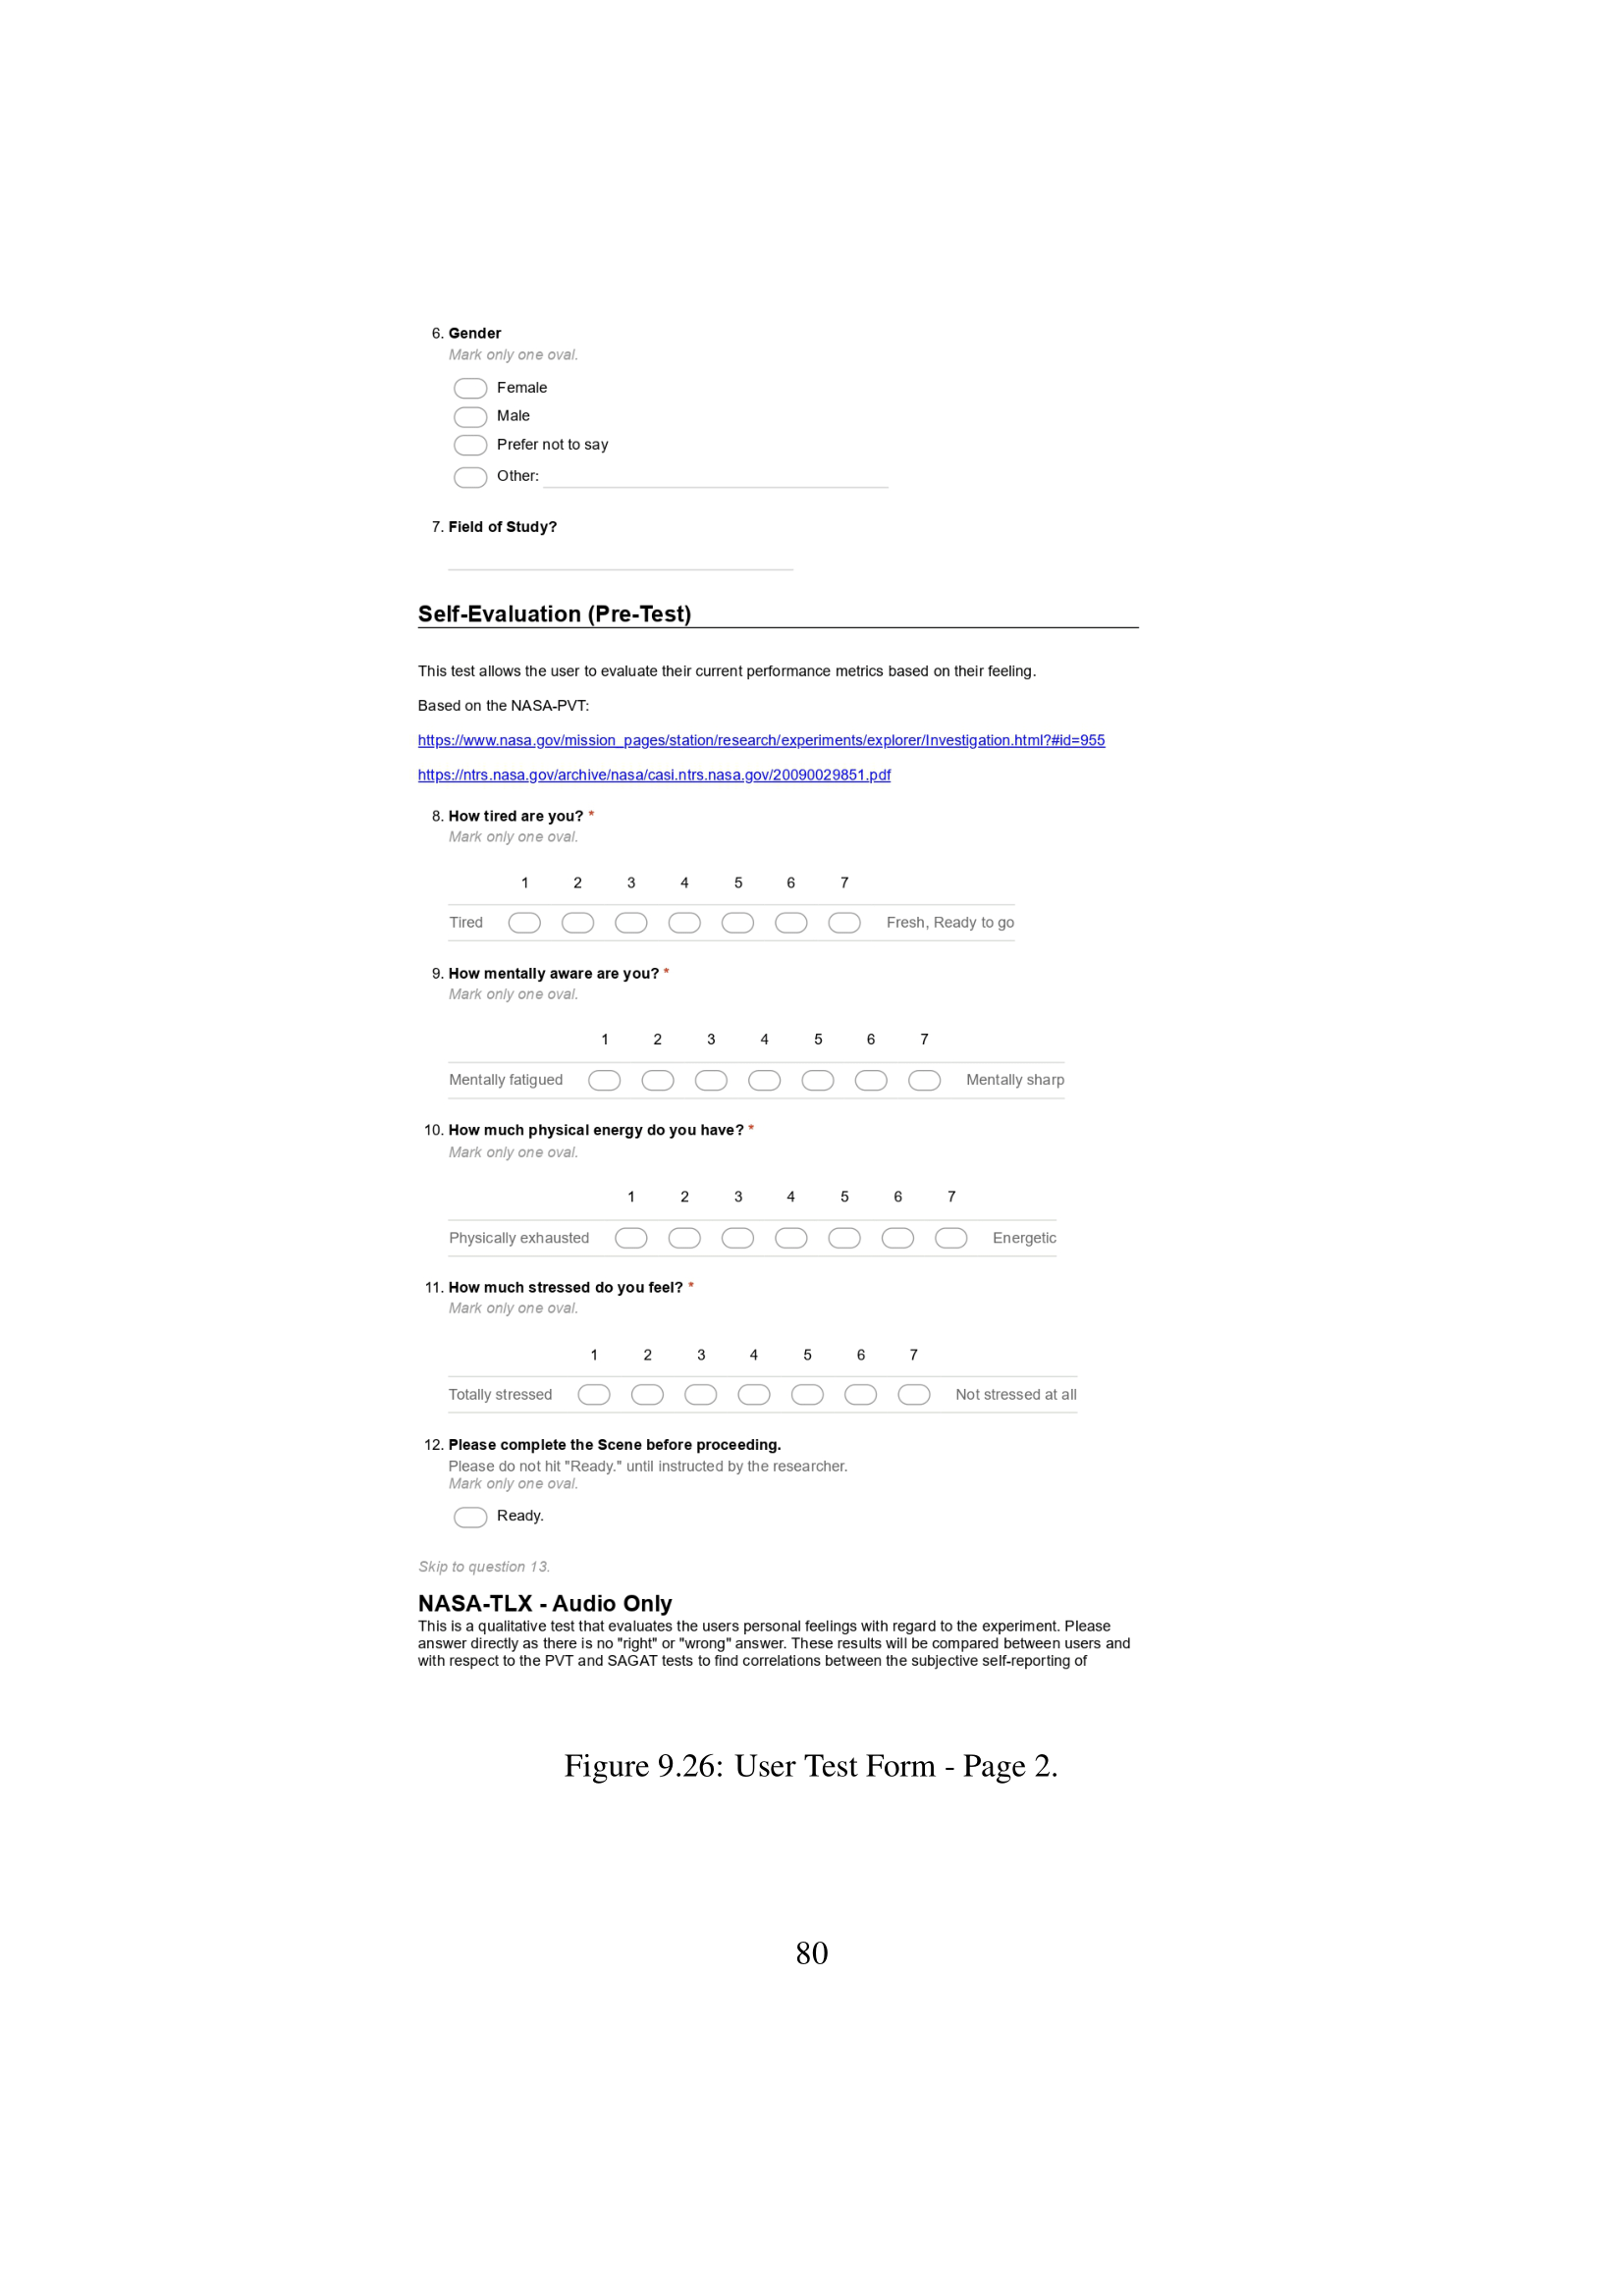 6. Gender
Mark only one oval.
Female
Male
Prefer not to say
Other:
7. Field of Study?
Self-Evaluation (Pre-Test)
This test allows the user to evaluate their current performance metrics based on their feeling.
Based on the NASA-PVT:
https://www.nasa.gov/mission_pages/station/research/experiments/explorer/Investigation.html?#id=955
https://ntrs.nasa.gov/archive/nasa/casi.ntrs.nasa.gov/20090029851.pdf
8. How tired are you? *
Mark only one oval.
1 2 3 4 5 6 7
Tired Fresh, Ready to go
9. How mentally aware are you? *
Mark only one oval.
1 2 3 4 5 6 7
Mentally fatigued Mentally sharp
10. How much physical energy do you have? *
Mark only one oval.
1 2 3 4 5 6 7
Physically exhausted Energetic
11. How much stressed do you feel? *
Mark only one oval.
1 2 3 4 5 6 7
Totally stressed Not stressed at all
12. Please complete the Scene before proceeding.
Please do not hit "Ready." until instructed by the researcher.
Mark only one oval.
Ready.
Skip to question 13.
NASA-TLX - Audio Only
This is a qualitative test that evaluates the users personal feelings with regard to the experiment. Please
answer directly as there is no "right" or "wrong" answer. These results will be compared between users and
with respect to the PVT and SAGAT tests to find correlations between the subjective self-reporting of
Figure 9.26: User Test Form - Page 2.
80